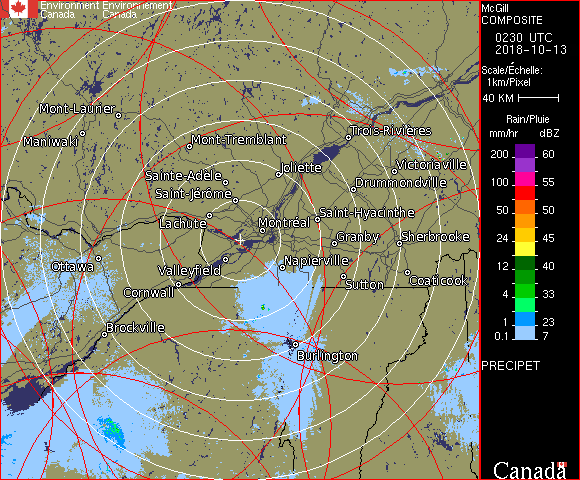 Environment Environnement
Canada Canada
McGill
COMPOSITE
0230 UTC
2018-10-13
Scale/Échelle:
1km/Pixel
40 KM
Rain/Pluie
mm/hr dBZ
200 60
100 55
50 50
24 45
12 40
8 33
4 30
1 23
0.1 7
PRECIPET
Canada
Mont-Laurier
Maniwaki
Mont-Tremblant
Trois-Rivières
Joliette
Victoriaville
Sainte-Adèle
Drummondville
Saint-Jérôme
Lachute
Saint-Hyacinthe
Montréal
Granby
Sherbrooke
Ottawa
Valleyfield
Napierville
Cornwall
Sutton
Coaticook
Brockville
Burlington